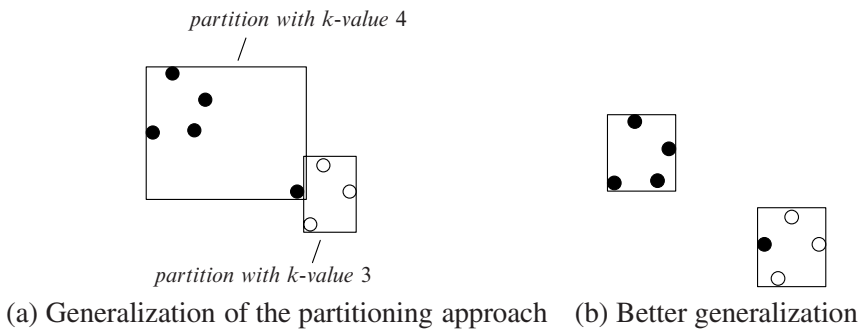 partition with k-value 4
partition with k-value 3
(a) Generalization of the partitioning approach
(b) Better generalization